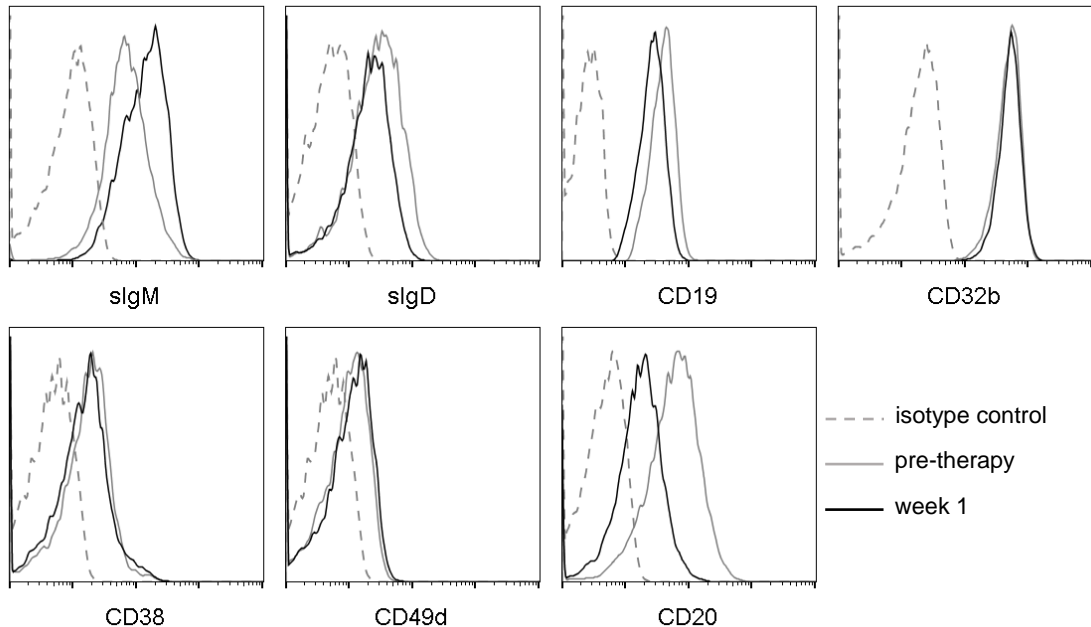 sIgM
sIgD
CD19
CD32b
CD38
CD49d
CD20
isotype control
pre-therapy
week 1